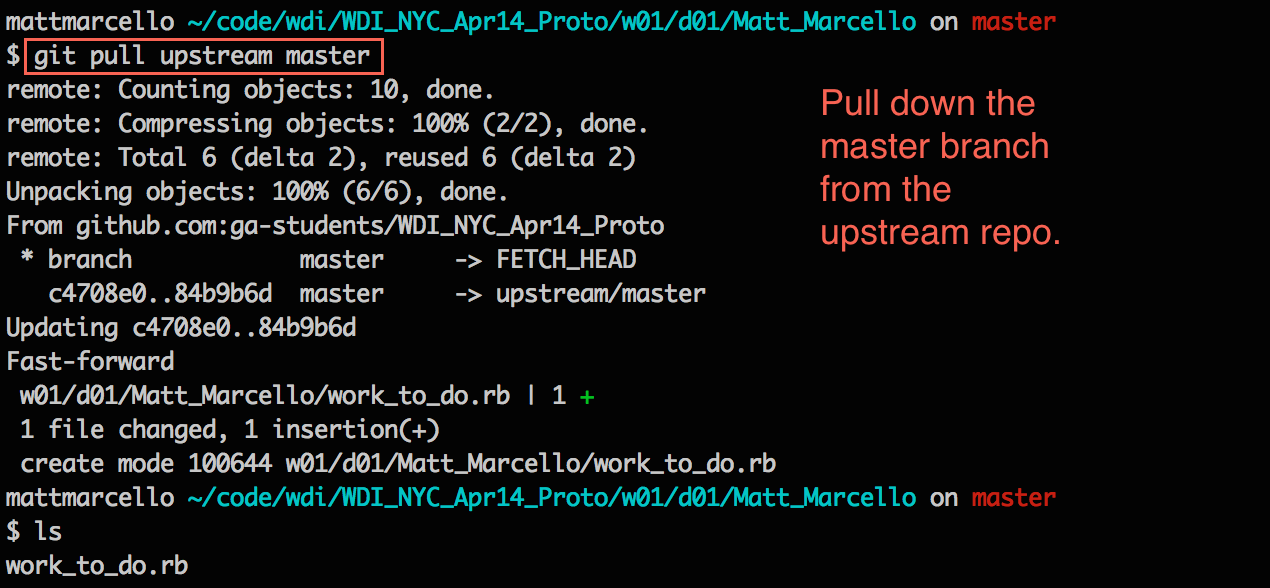 mattmarcello ~/code/wdi/WDI_NYC_Apr14_Proto/w01/d01/Matt_Marcello on master
$ git pull upstream master
remote: Counting objects: 10, done.
remote: Compressing objects: 100% (2/2), done.
remote: Total 6 (delta 2), reused 6 (delta 2)
Unpacking objects: 100% (6/6), done.
From github.com:ga-students/WDI_NYC_Apr14_Proto
 * branch            master     -> FETCH_HEAD
   c4708e0..84b9b6d  master     -> upstream/master
Updating c4708e0..84b9b6d
Fast-forward
 w01/d01/Matt_Marcello/work_to_do.rb | 1 +
 1 file changed, 1 insertion(+)
 create mode 100644 w01/d01/Matt_Marcello/work_to_do.rb
mattmarcello ~/code/wdi/WDI_NYC_Apr14_Proto/w01/d01/Matt_Marcello on master
$ ls
work_to_do.rb
Pull down the
master branch
from the
upstream repo.